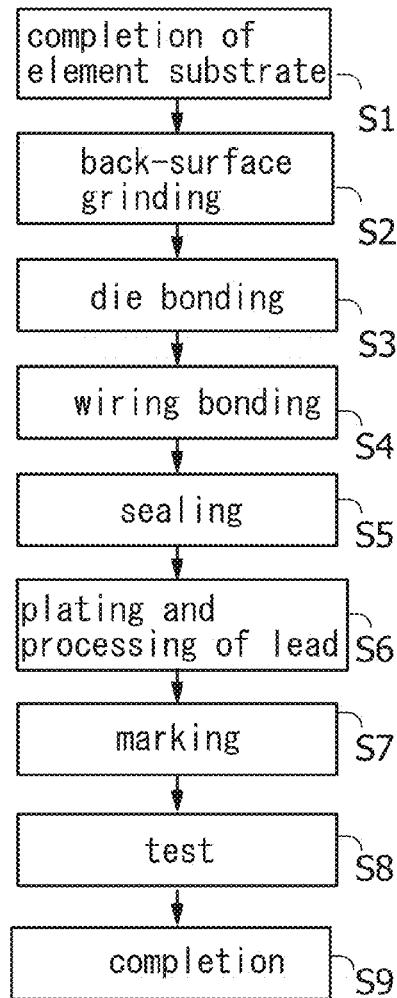 completion of
element substrate
S1
back-surface
grinding
S2
die bonding
S3
wiring bonding
S4
sealing
S5
plating and
processing of lead
S6
marking
S7
test
S8
completion
S9